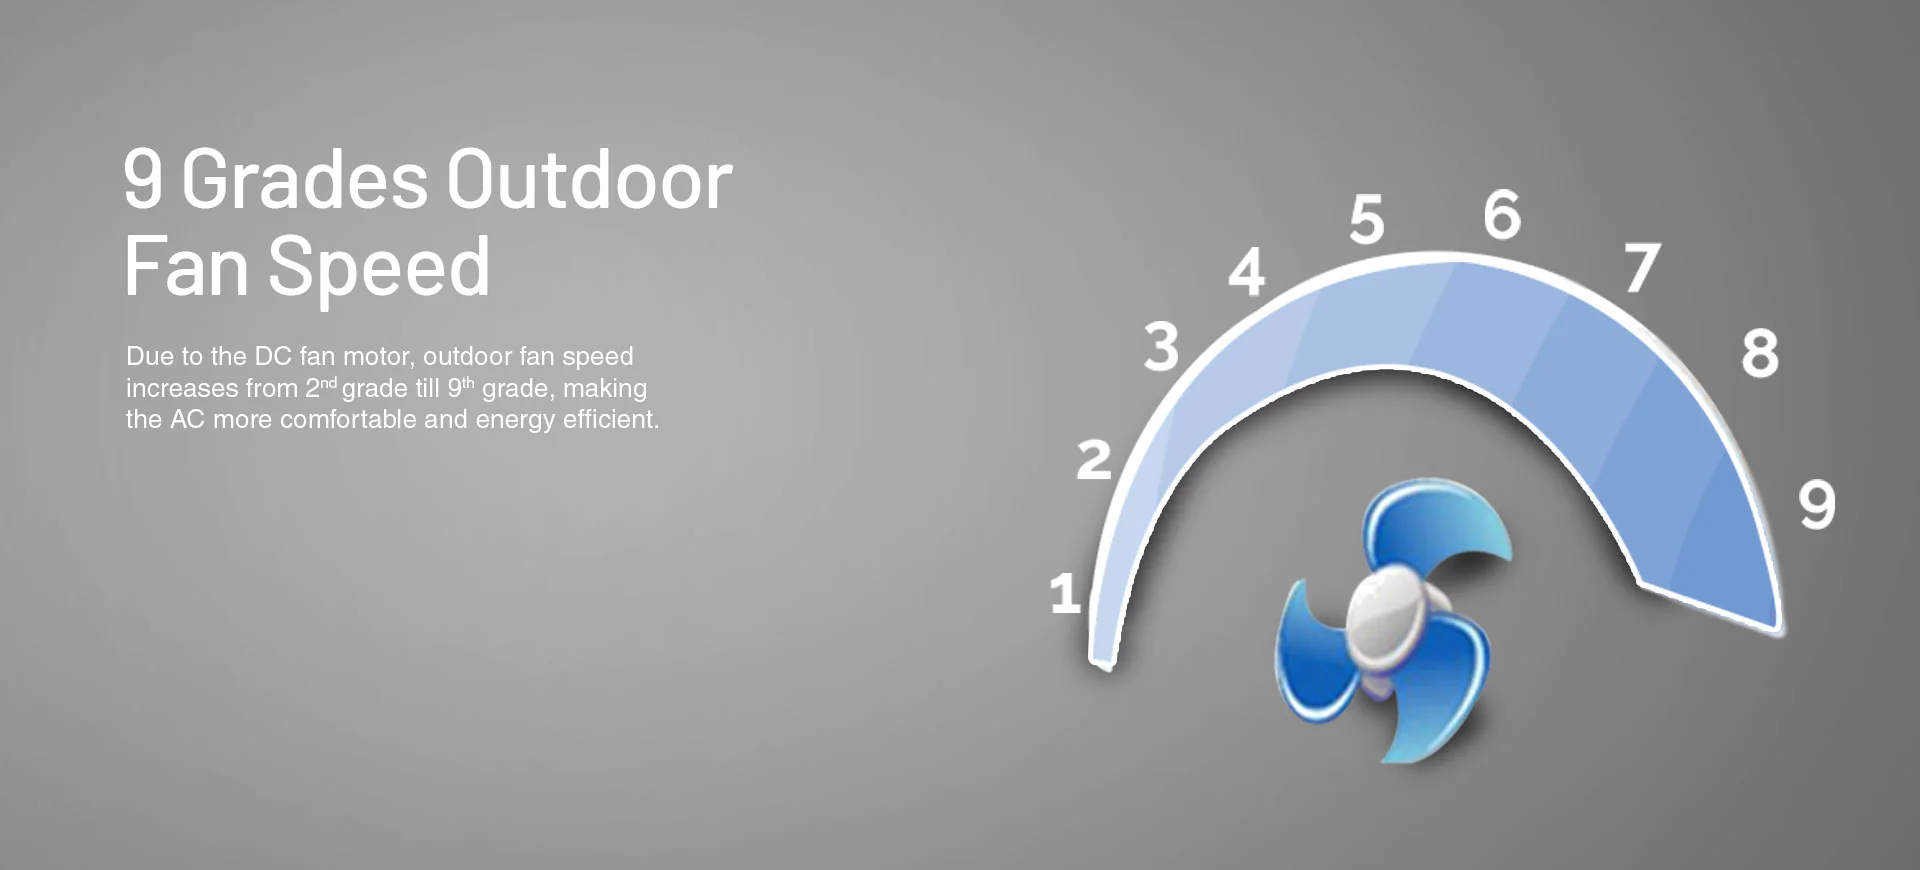 9 Grades Outdoor
Fan Speed
Due to the DC fan motor, outdoor fan speed
increases from 2nd grade till 9th grade, making
the AC more comfortable and energy efficient.
1
2
3
4
5
6
7
8
9